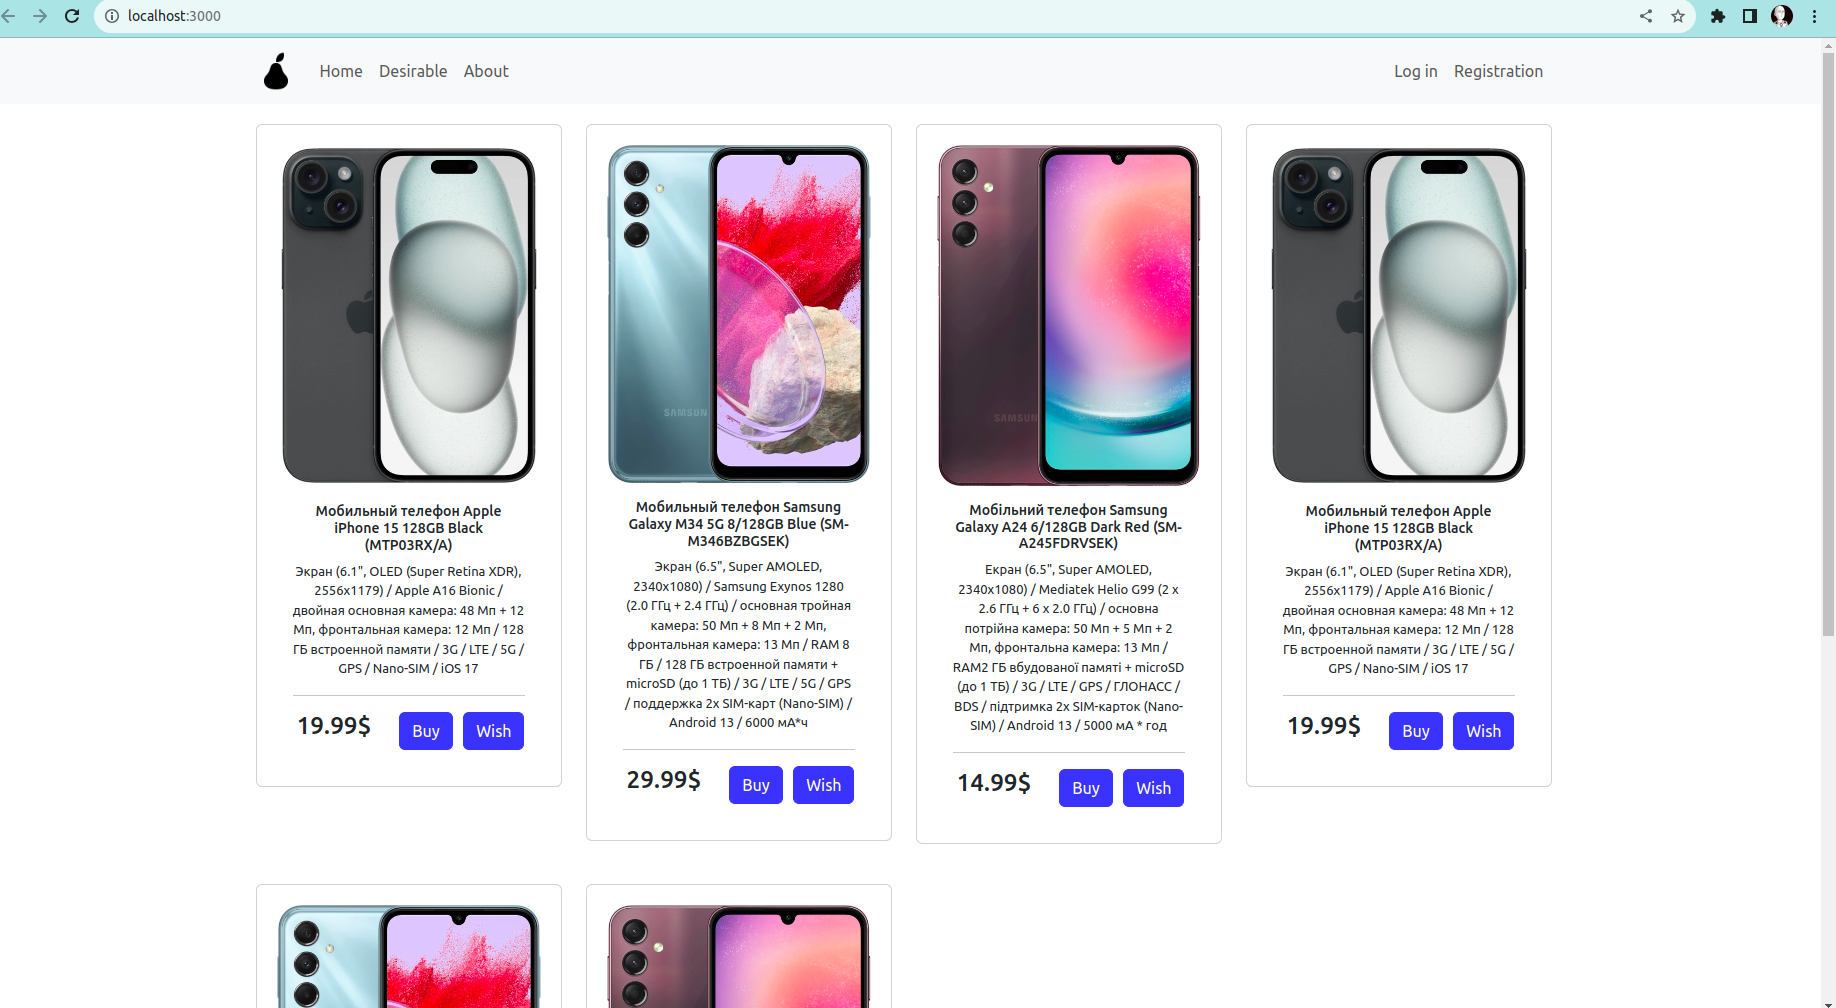 localhost:3000
Home Desirable About
Log in Registration
SAMSUN
SAMSUN
Мобильный телефон Apple
iPhone 15 128GB Black
(MTP03RX/A)
Экран (6.1", OLED (Super Retina XDR),
2556x1179) / Apple A16 Bionic /
двойная основная камера: 48 Мп + 12
Мп, фронтальная камера: 12 Мп / 128
ГБ встроенной памяти / 3G / LTE / 5G /
GPS / Nano-SIM / iOS 17
19.99$ Buy Wish
Мобильный телефон Samsung
Galaxy M34 5G 8/128GB Blue (SM-
M346BZBGSEK)
Экран (6.5", Super AMOLED,
2340x1080) / Samsung Exynos 1280
(2.0 ГГц + 2.4 ГГц) / основная тройная
камера: 50 Мп + 8 Мп + 2 Мп,
фронтальная камера: 13 Мп / RAM 8
ГБ / 128 ГБ встроенной памяти +
microSD (до 1 ТБ) / 3G / LTE / 5G / GPS
/ поддержка 2х SIM-карт (Nano-SIM) /
Android 13 / 6000 мА*ч
29.99$ Buy Wish
Мобільний телефон Samsung
Galaxy A24 6/128GB Dark Red (SM-
A245FDRVSEK)
Екран (6.5", Super AMOLED,
2340x1080) / Mediatek Helio G99 (2 x
2.6 ГГц + 6 x 2.0 ГГц) / основна
потрійна камера: 50 Мп + 5 Мп + 2
Мп, фронтальна камера: 13 Мп /
RAM2 ГБ вбудованої памяті + microSD
(до 1 ТБ) / 3G / LTE / GPS / ГЛОНАСС /
BDS / підтримка 2х SIM-карток (Nano-
SIM) / Android 13 / 5000 мА * год
14.99$ Buy Wish
Мобильный телефон Apple
iPhone 15 128GB Black
(MTP03RX/A)
Экран (6.1", OLED (Super Retina XDR),
2556x1179) / Apple A16 Bionic /
двойная основная камера: 48 Мп + 12
Мп, фронтальная камера: 12 Мп / 128
ГБ встроенной памяти / 3G / LTE / 5G /
GPS / Nano-SIM / iOS 17
19.99$ Buy Wish